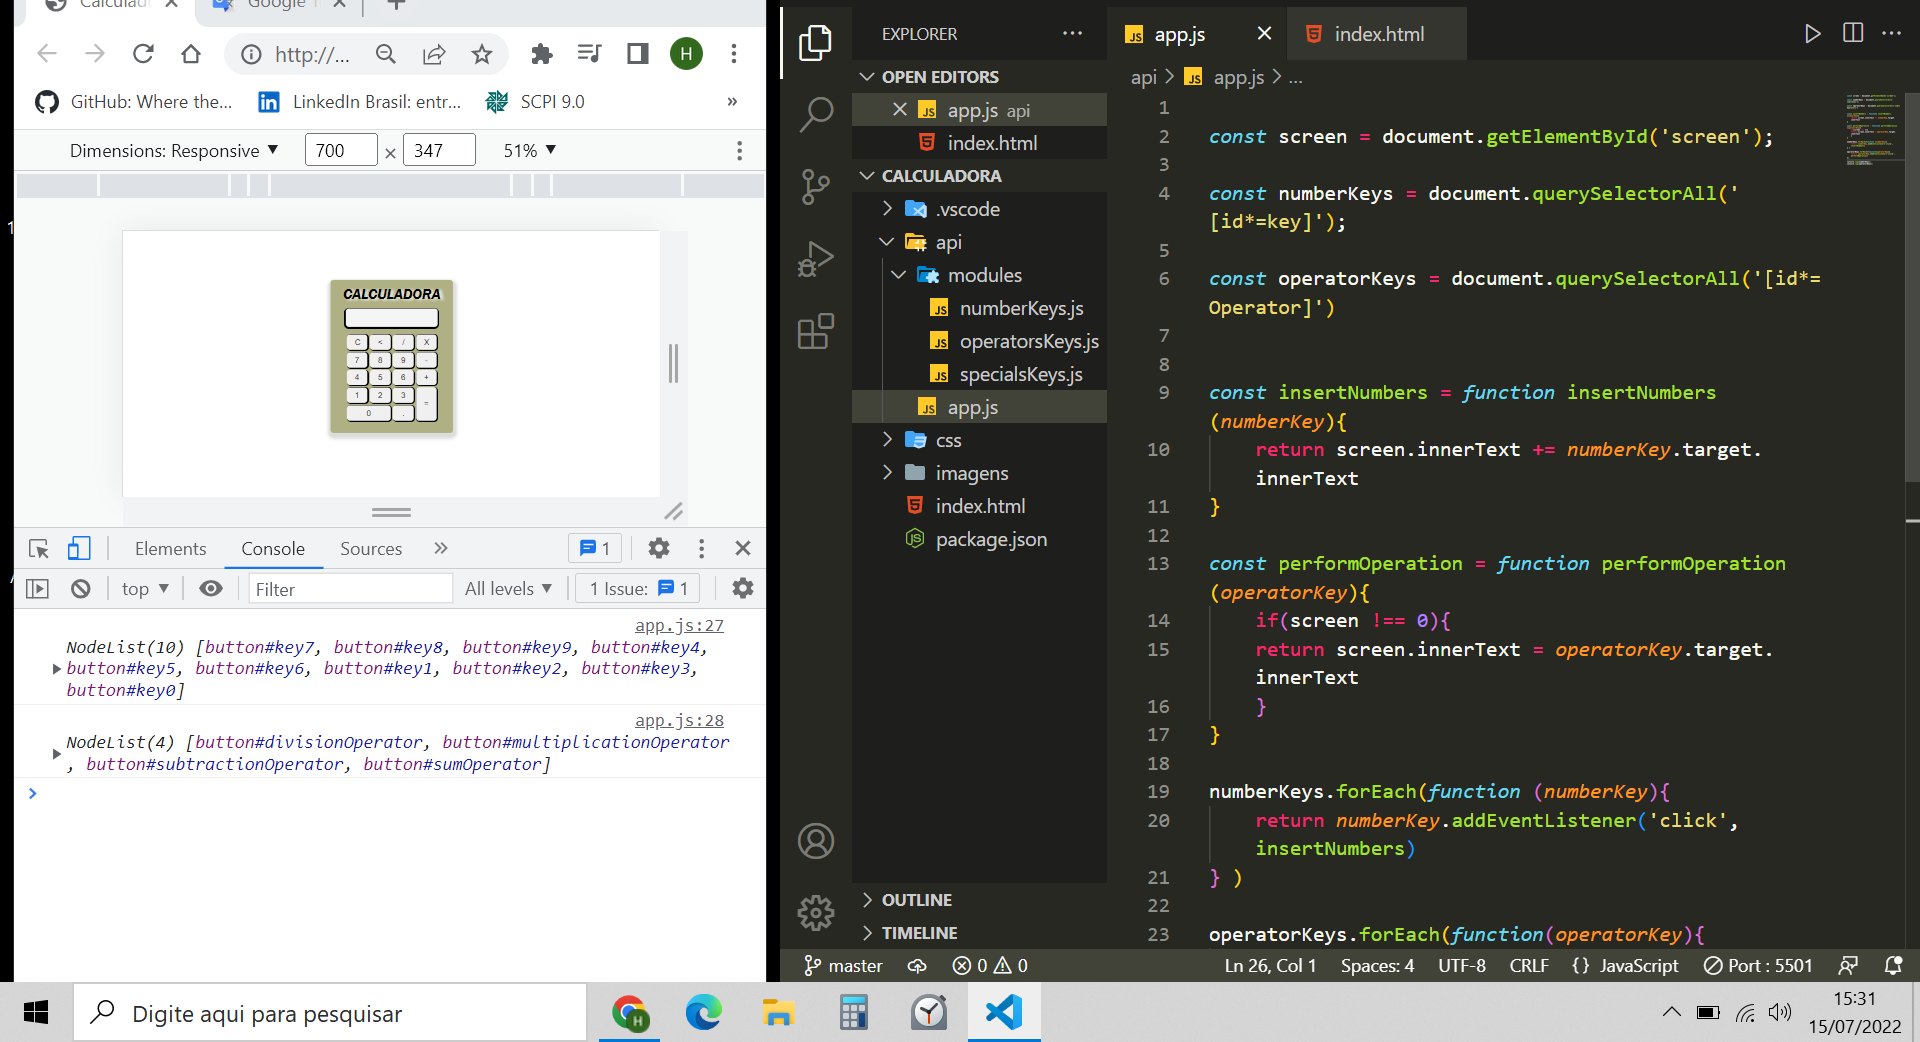 Calculad
Google
http://...
H
GitHub: Where the...
LinkedIn Brasil: entr...
SCPI 9.0
»
Dimensions: Responsive ▼
700 × 347
51% ▼
CALCULADORA
C < / X
7 8 9 -
4 5 6 +
1 2 3 =
0 .
Elements
Console
Sources
»
1
top ▼
Filter
All levels ▼
1 Issue: 1
app.js:27
NodeList(10) [button#key7, button#key8, button#key9, button#key4,
button#key5, button#key6, button#key1, button#key2, button#key3,
button#key0]
app.js:28
NodeList(4) [button#divisionOperator, button#multiplicationOperator
, button#subtractionOperator, button#sumOperator]
EXPLORER
OPEN EDITORS
app.js api
index.html
CALCULADORA
.vscode
api
modules
numberKeys.js
operatorsKeys.js
specialsKeys.js
app.js
css
imagens
index.html
package.json
OUTLINE
TIMELINE
app.js
index.html
api > app.js > ...
1
2 const screen = document.getElementById('screen');
3
4 const numberKeys = document.querySelectorAll('
[id*=key]');
5
6 const operatorKeys = document.querySelectorAll('[id*=
Operator]')
7
8
9 const insertNumbers = function insertNumbers
(numberKey){
10 return screen.innerText += numberKey.target.
innerText
11 }
12
13 const performOperation = function performOperation
(operatorKey){
14 if(screen !== 0){
15 return screen.innerText = operatorKey.target.
innerText
16 }
17 }
18
19 numberKeys.forEach(function (numberKey){
20 return numberKey.addEventListener('click',
insertNumbers)
21 } )
22
23 operatorKeys.forEach(function(operatorKey){
master
0 0
Ln 26, Col 1
Spaces: 4
UTF-8
CRLF
{} JavaScript
Port : 5501
Digite aqui para pesquisar
H
15:31
15/07/2022